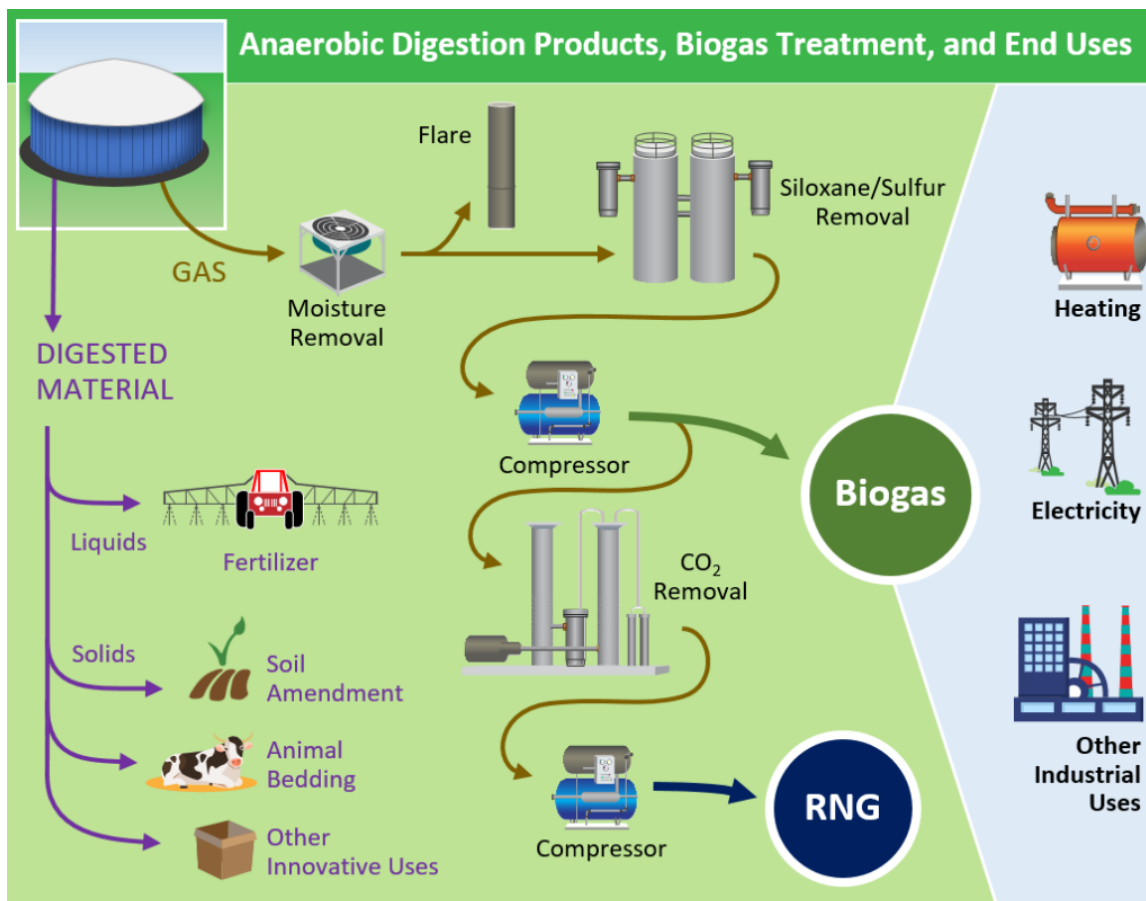 Anaerobic Digestion Products, Biogas Treatment, and End Uses
Flare
Siloxane/Sulfur
Removal
GAS
Moisture
Removal
Heating
DIGESTED
MATERIAL
Compressor
Biogas
Electricity
Liquids
Fertilizer
CO₂
Removal
Solids
Soil
Amendment
Animal
Bedding
Other
Industrial
Uses
RNG
Other
Innovative Uses
Compressor